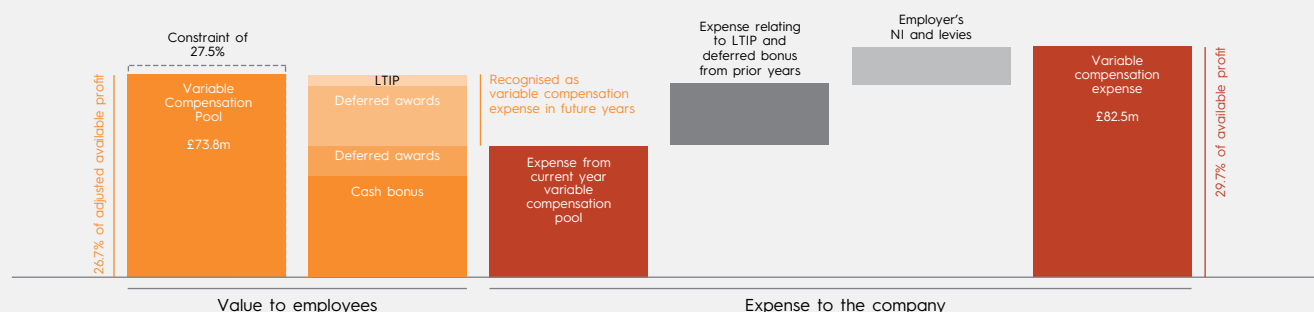 Constraint of
27.5%
26.7% of adjusted available profit
Variable
Compensation
Pool
£73.8m
LTIP
Deferred awards
Deferred awards
Cash bonus
Recognised as
variable compensation
expense in future years
Expense from
current year
variable
compensation
pool
Expense relating
to LTIP and
deferred bonus
from prior years
Employer's
NI and levies
Variable
compensation
expense
£82.5m
29.7% of available profit
Value to employees
Expense to the company